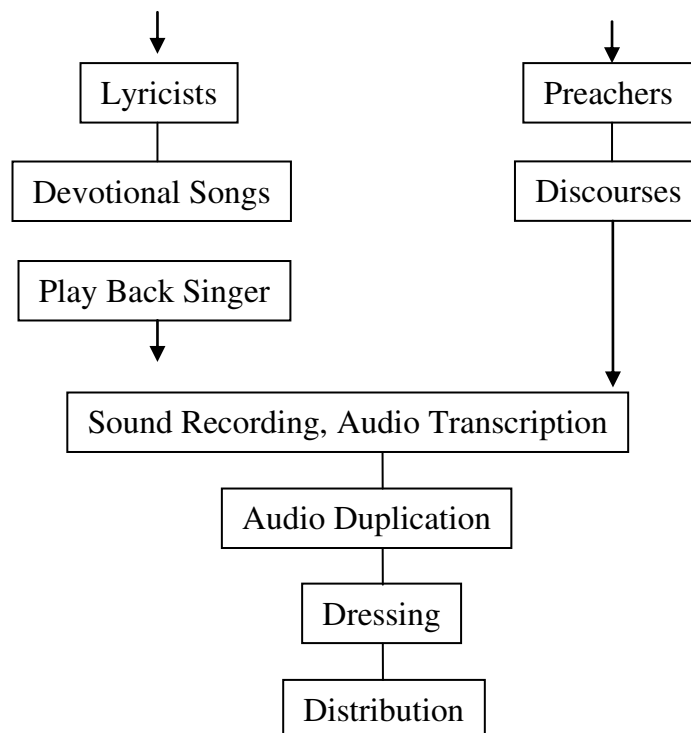 Lyricists
Preachers
Devotional Songs
Discourses
Play Back Singer
Sound Recording, Audio Transcription
Audio Duplication
Dressing
Distribution